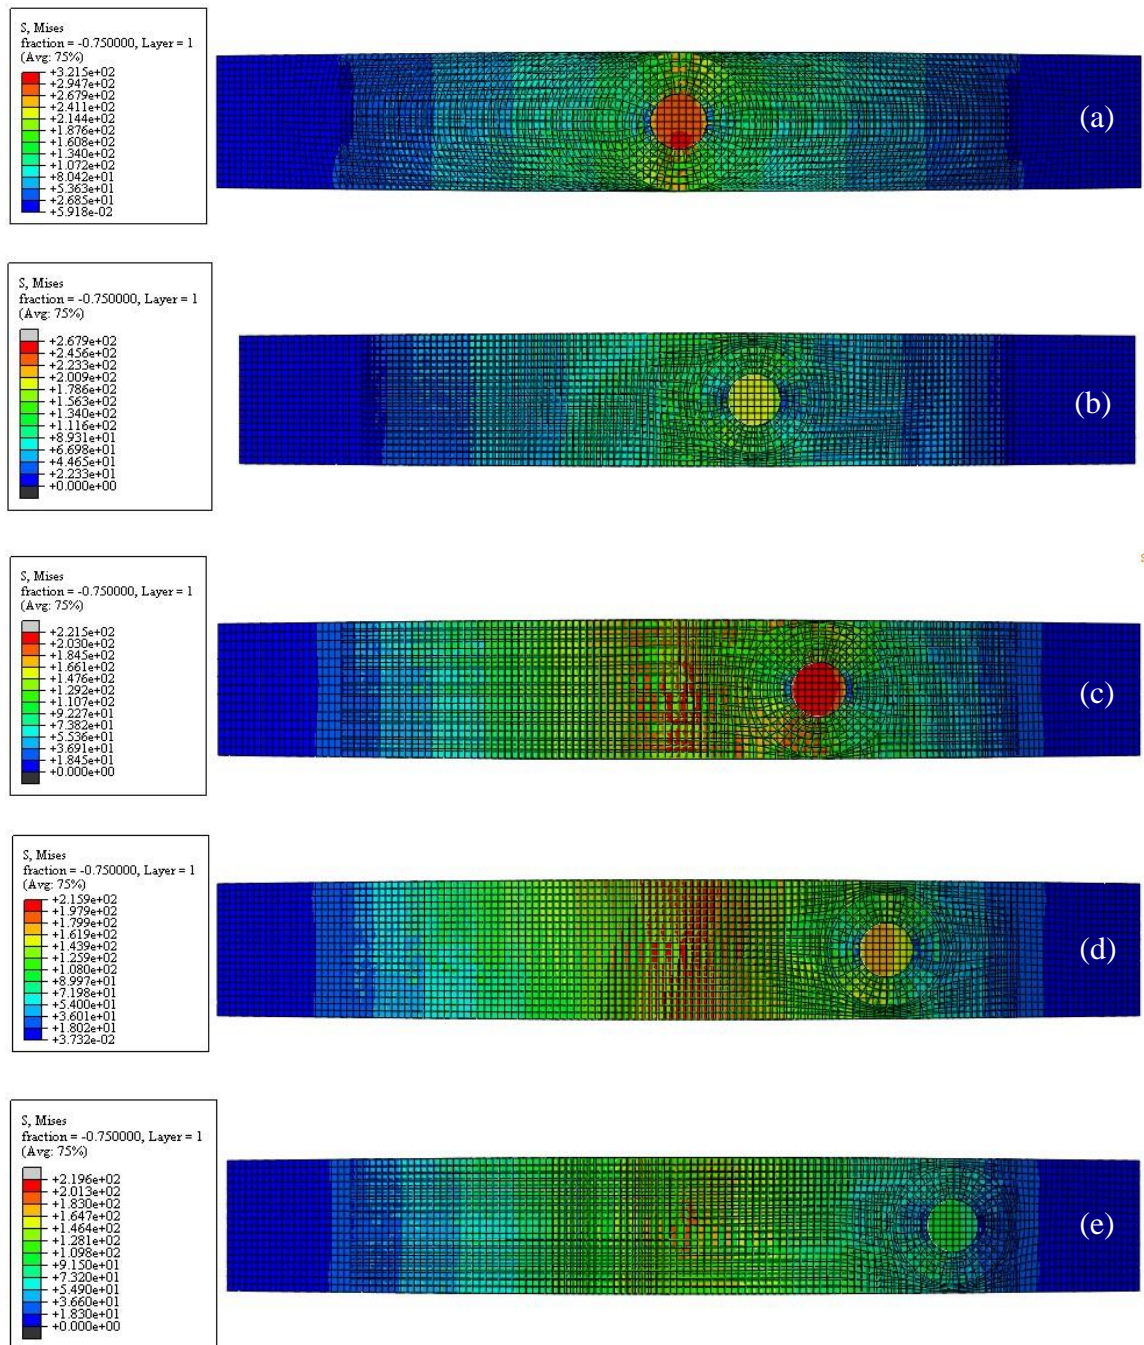 S, Mises
fraction = -0.750000, Layer = 1
(Avg: 75%)
+3.215e+02
+2.947e+02
+2.679e+02
+2.411e+02
+2.144e+02
+1.876e+02
+1.608e+02
+1.340e+02
+1.072e+02
+8.042e+01
+5.363e+01
+2.685e+01
+5.918e-02
(a)
S, Mises
fraction = -0.750000, Layer = 1
(Avg: 75%)
+2.679e+02
+2.456e+02
+2.233e+02
+2.009e+02
+1.786e+02
+1.563e+02
+1.340e+02
+1.116e+02
+8.931e+01
+6.698e+01
+4.465e+01
+2.233e+01
+0.000e+00
(b)
S, Mises
fraction = -0.750000, Layer = 1
(Avg: 75%)
+2.215e+02
+2.030e+02
+1.845e+02
+1.661e+02
+1.476e+02
+1.292e+02
+1.107e+02
+9.227e+01
+7.382e+01
+5.536e+01
+3.691e+01
+1.845e+01
+0.000e+00
(c)
S, Mises
fraction = -0.750000, Layer = 1
(Avg: 75%)
+2.159e+02
+1.979e+02
+1.799e+02
+1.619e+02
+1.439e+02
+1.259e+02
+1.080e+02
+8.997e+01
+7.198e+01
+5.400e+01
+3.601e+01
+1.802e+01
+3.732e-02
(d)
S, Mises
fraction = -0.750000, Layer = 1
(Avg: 75%)
+2.196e+02
+2.013e+02
+1.830e+02
+1.647e+02
+1.464e+02
+1.281e+02
+1.098e+02
+9.150e+01
+7.320e+01
+5.490e+01
+3.660e+01
+1.830e+01
+0.000e+00
(e)